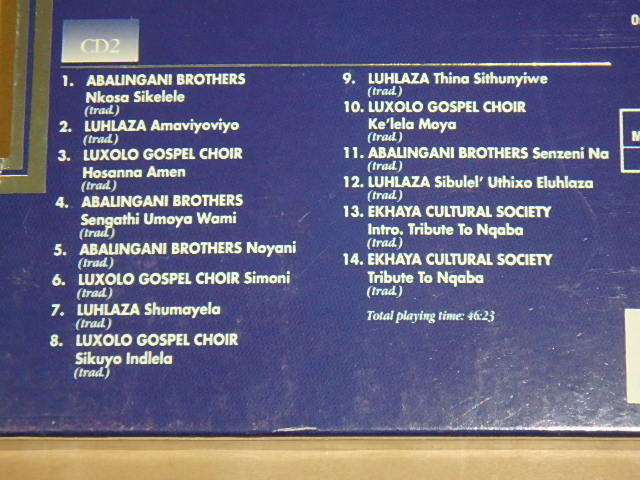 CD2
1. ABALINGANI BROTHERS
Nkosa Sikelele
(trad.)
2. LUHLAZA Amaviyoviyo
(trad.)
3. LUXOLO GOSPEL CHOIR
Hosanna Amen
(trad.)
4. ABALINGANI BROTHERS
Sengathi Umoya Wami
(trad.)
5. ABALINGANI BROTHERS Noyani
(trad.)
6. LUXOLO GOSPEL CHOIR Simoni
(trad.)
7. LUHLAZA Shumayela
(trad.)
8. LUXOLO GOSPEL CHOIR
Sikuyo Indlela
(trad.)
9. LUHLAZA Thina Sithunyiwe
(trad.)
10. LUXOLO GOSPEL CHOIR
Ke'lela Moya
(trad.)
11. ABALINGANI BROTHERS Senzeni Na
(trad.)
12. LUHLAZA Sibulel' Uthixo Eluhlaza
(trad.)
13. EKHAYA CULTURAL SOCIETY
Intro. Tribute To Nqaba
(trad.)
14. EKHAYA CULTURAL SOCIETY
Tribute To Nqaba
(trad.)
Total playing time: 46:23